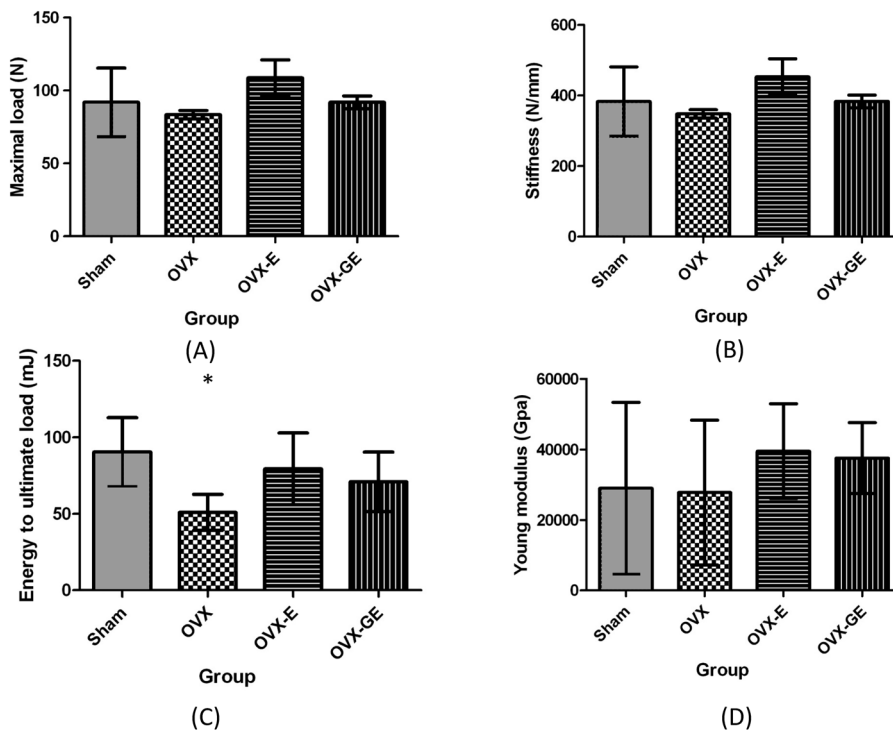 Maximal load (N)
150
100
50
0
Sham
OVX
OVX-E
OVX-GE
Group
(A)
Stiffness (N/mm)
600
400
200
0
Sham
OVX
OVX-E
OVX-GE
Group
(B)
Energy to ultimate load (mJ)
150
100
50
0
*
Sham
OVX
OVX-E
OVX-GE
Group
(C)
Young modulus (Gpa)
60000
40000
20000
0
Sham
OVX
OVX-E
OVX-GE
Group
(D)